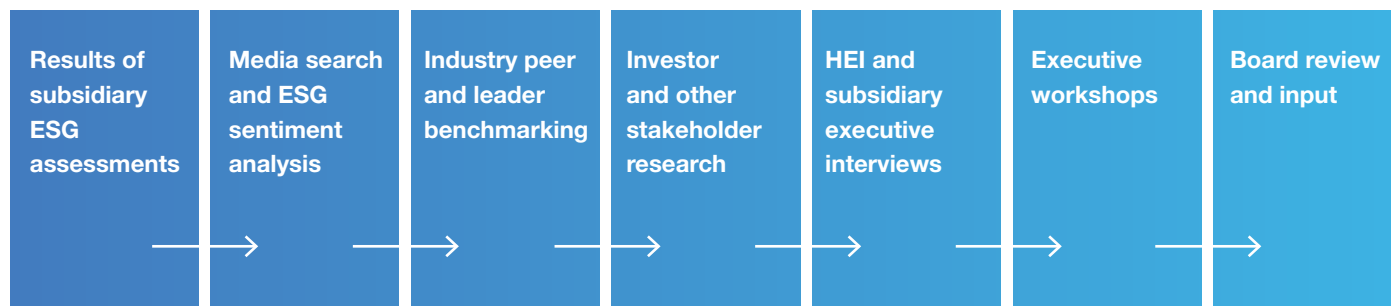 Results of
subsidiary
ESG
assessments
Media search
and ESG
sentiment
analysis
Industry peer
and leader
benchmarking
Investor
and other
stakeholder
research
HEI and
subsidiary
executive
interviews
Executive
workshops
Board review
and input